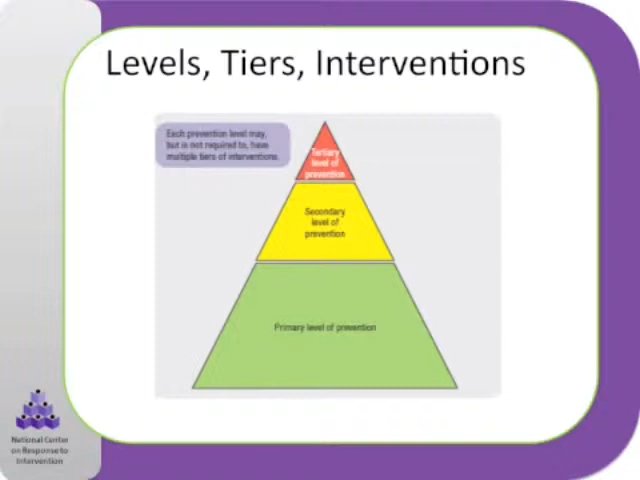 Levels, Tiers, Interventions
Each prevention level may,
but is not required to, have
multiple tiers of interventions.
Tertiary
level of
prevention
Secondary
level of
prevention
Primary level of prevention
National Center
on Response to
Intervention